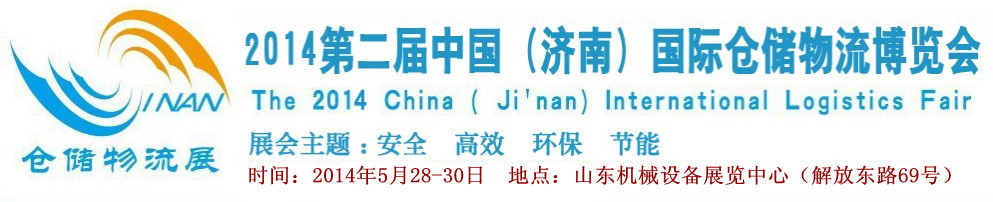 JINAN
仓储物流展
2014第二届中国（济南）国际仓储物流博览会
The 2014 China ( Ji'nan) International Logistics Fair
展会主题：安全 高效 环保 节能
时间：2014年5月28-30日 地点：山东机械设备展览中心（解放东路69号）